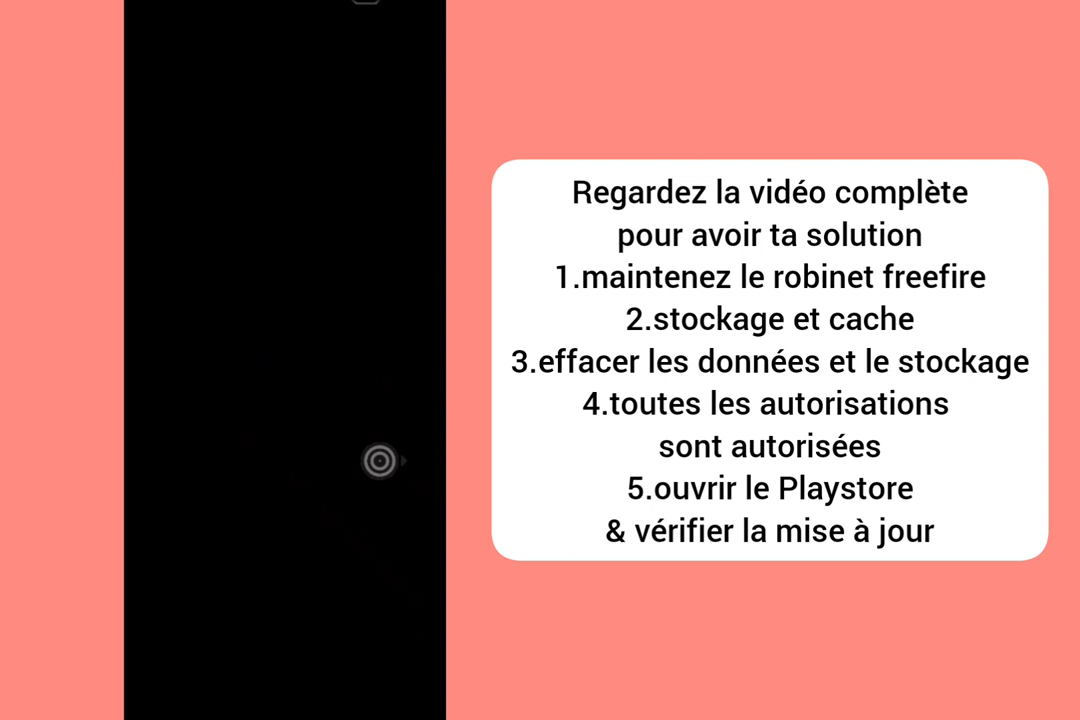 Regardez la vidéo complète
pour avoir ta solution
1.maintenez le robinet freefire
2.stockage et cache
3.effacer les données et le stockage
4.toutes les autorisations
sont autorisées
5.ouvrir le Playstore
& vérifier la mise à jour